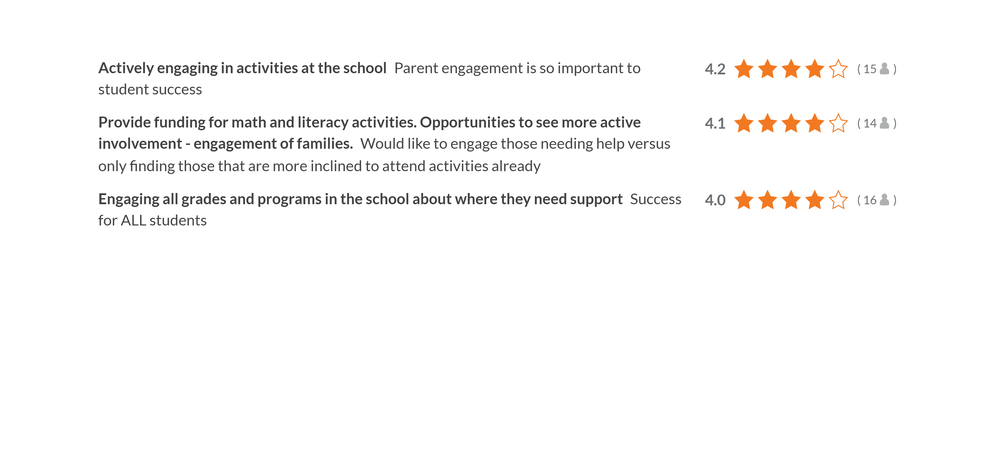 Actively engaging in activities at the school Parent engagement is so important to
student success
4.2 ( 15 )
Provide funding for math and literacy activities. Opportunities to see more active
involvement - engagement of families. Would like to engage those needing help versus
only finding those that are more inclined to attend activities already
4.1 ( 14 )
Engaging all grades and programs in the school about where they need support Success
for ALL students
4.0 ( 16 )